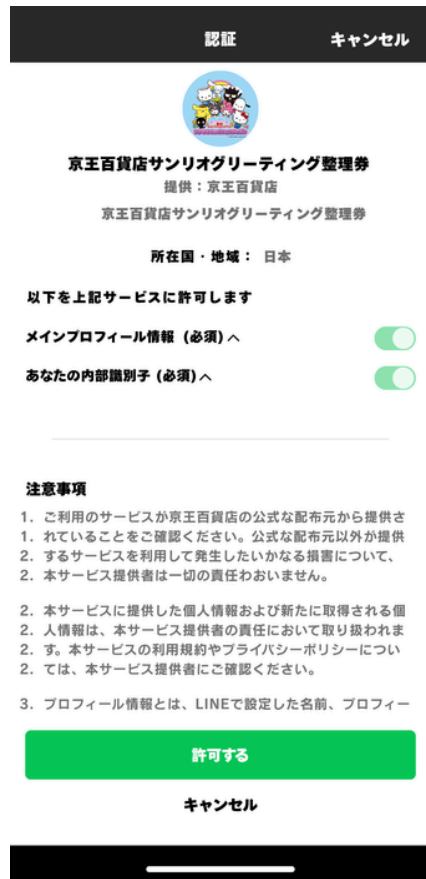 認証
キャンセル
京王百貨店サンリオグリーティング整理券
提供：京王百貨店
京王百貨店サンリオグリーティング整理券
所在国・地域： 日本
以下を上記サービスに許可します
メインプロフィール情報 (必須) へ
あなたの内部識別子 (必須) へ
注意事項
1. ご利用のサービスが京王百貨店の公式な配布元から提供さ
1. れていることをご確認ください。公式な配布元以外が提供
2. するサービスを利用して発生したいかなる損害について、
2. 本サービス提供者は一切の責任わおいません。
2. 本サービスに提供した個人情報および新たに取得される個
2. 人情報は、本サービス提供者の責任において取り扱われま
2. す。本サービスの利用規約やプライバシーポリシーについ
2. ては、本サービス提供者にご確認ください。
3. プロフィール情報とは、LINEで設定した名前、プロフィー
許可する
キャンセル